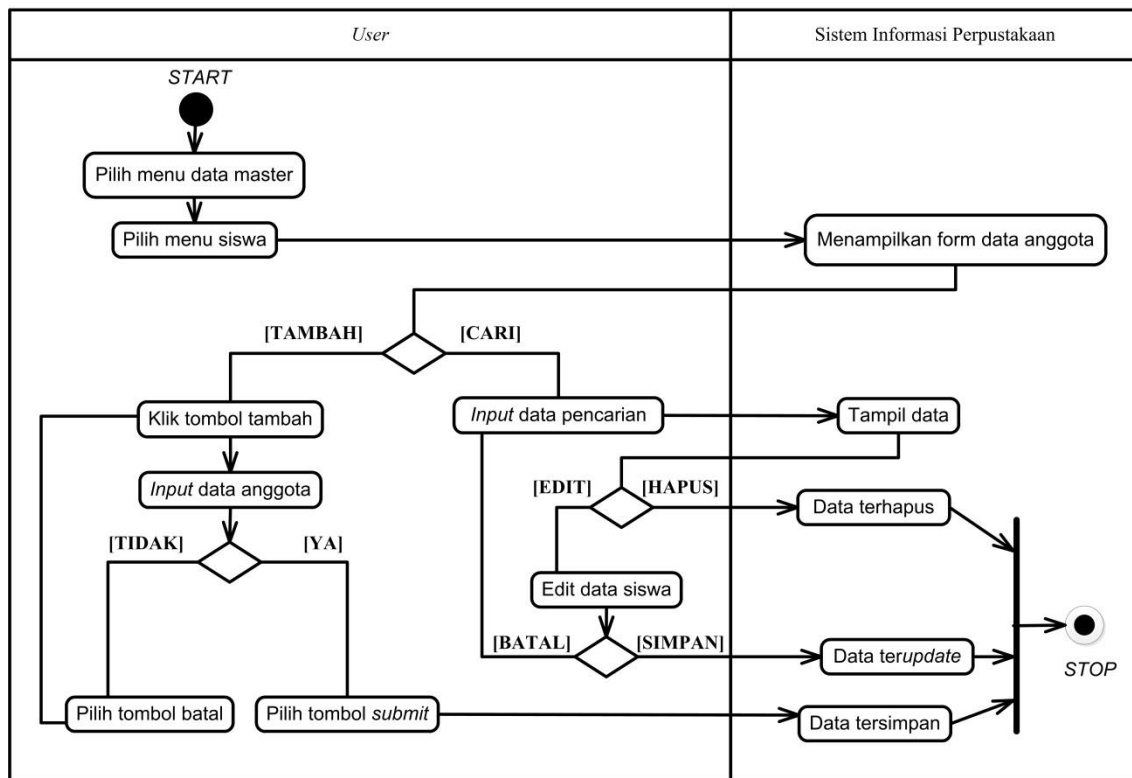 User
Sistem Informasi Perpustakaan
START
Pilih menu data master
Pilih menu siswa
Menampilkan form data anggota
[TAMBAH]
[CARI]
Klik tombol tambah
Input data pencarian
Tampil data
Input data anggota
[EDIT]
[HAPUS]
Data terhapus
[TIDAK]
[YA]
Edit data siswa
[BATAL]
[SIMPAN]
Data terupdate
STOP
Pilih tombol batal
Pilih tombol submit
Data tersimpan